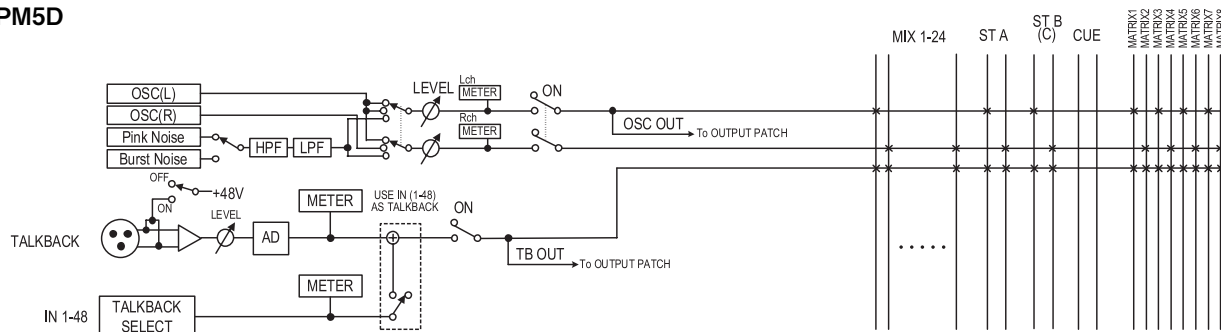 PM5D
MIX 1-24
ST A
ST B
(C)
CUE
MATRIX1
MATRIX2
MATRIX3
MATRIX4
MATRIX5
MATRIX6
MATRIX7
MATRIX8
OSC(L)
OSC(R)
Pink Noise
Burst Noise
HPF
LPF
LEVEL
Lch
METER
Rch
METER
ON
OSC OUT
To OUTPUT PATCH
OFF
+48V
ON
LEVEL
TALKBACK
AD
METER
USE IN (1-48)
AS TALKBACK
ON
TB OUT
To OUTPUT PATCH
.....
METER
IN 1-48
TALKBACK
SELECT